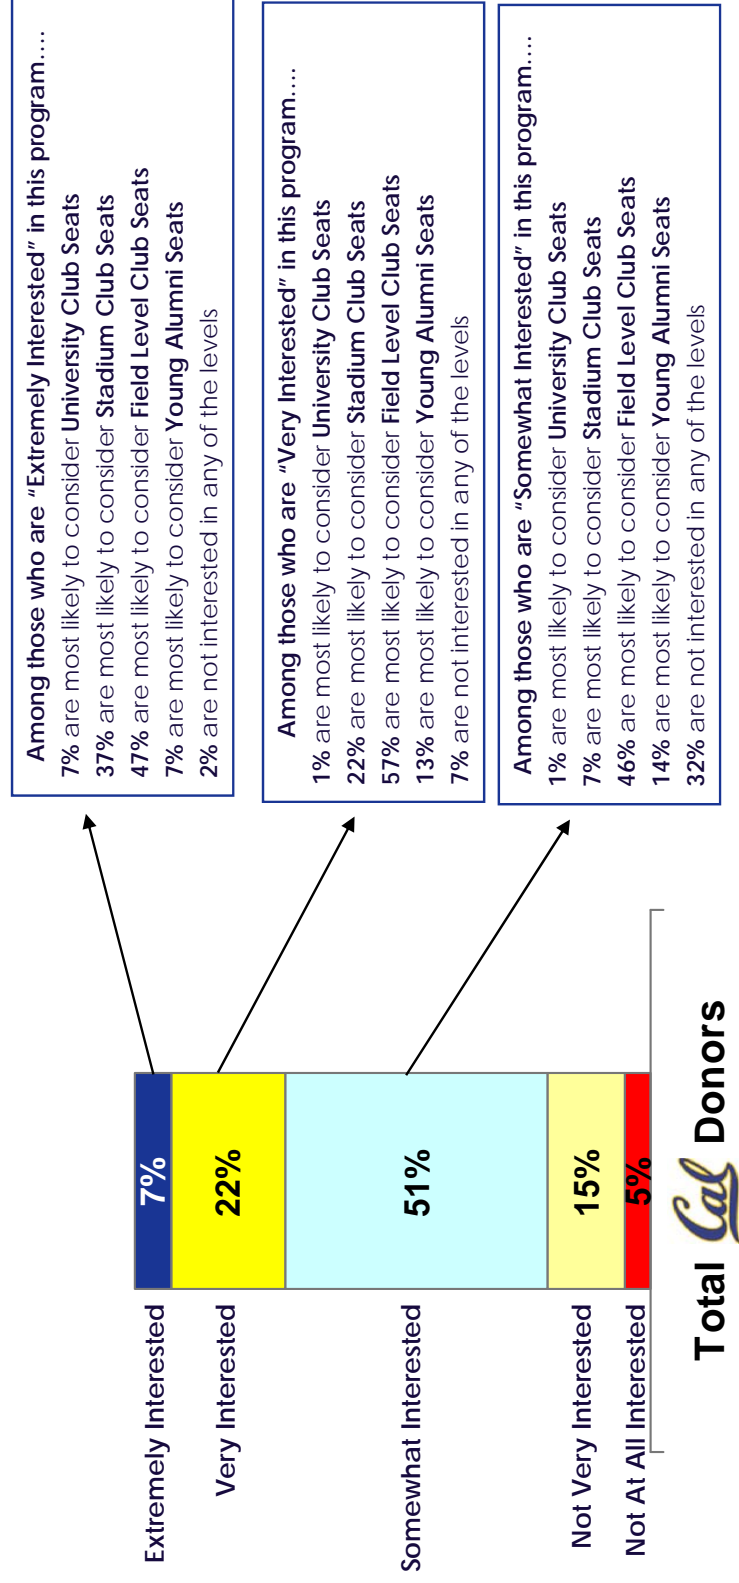 Extremely Interested
Very Interested
Somewhat Interested
Not Very Interested
Not At All Interested
7%
22%
51%
15%
5%
Total Cal Donors
Among those who are “Extremely Interested” in this program….
7% are most likely to consider University Club Seats
37% are most likely to consider Stadium Club Seats
47% are most likely to consider Field Level Club Seats
7% are most likely to consider Young Alumni Seats
2% are not interested in any of the levels
Among those who are “Very Interested” in this program….
1% are most likely to consider University Club Seats
22% are most likely to consider Stadium Club Seats
57% are most likely to consider Field Level Club Seats
13% are most likely to consider Young Alumni Seats
7% are not interested in any of the levels
Among those who are “Somewhat Interested” in this program….
1% are most likely to consider University Club Seats
7% are most likely to consider Stadium Club Seats
46% are most likely to consider Field Level Club Seats
14% are most likely to consider Young Alumni Seats
32% are not interested in any of the levels